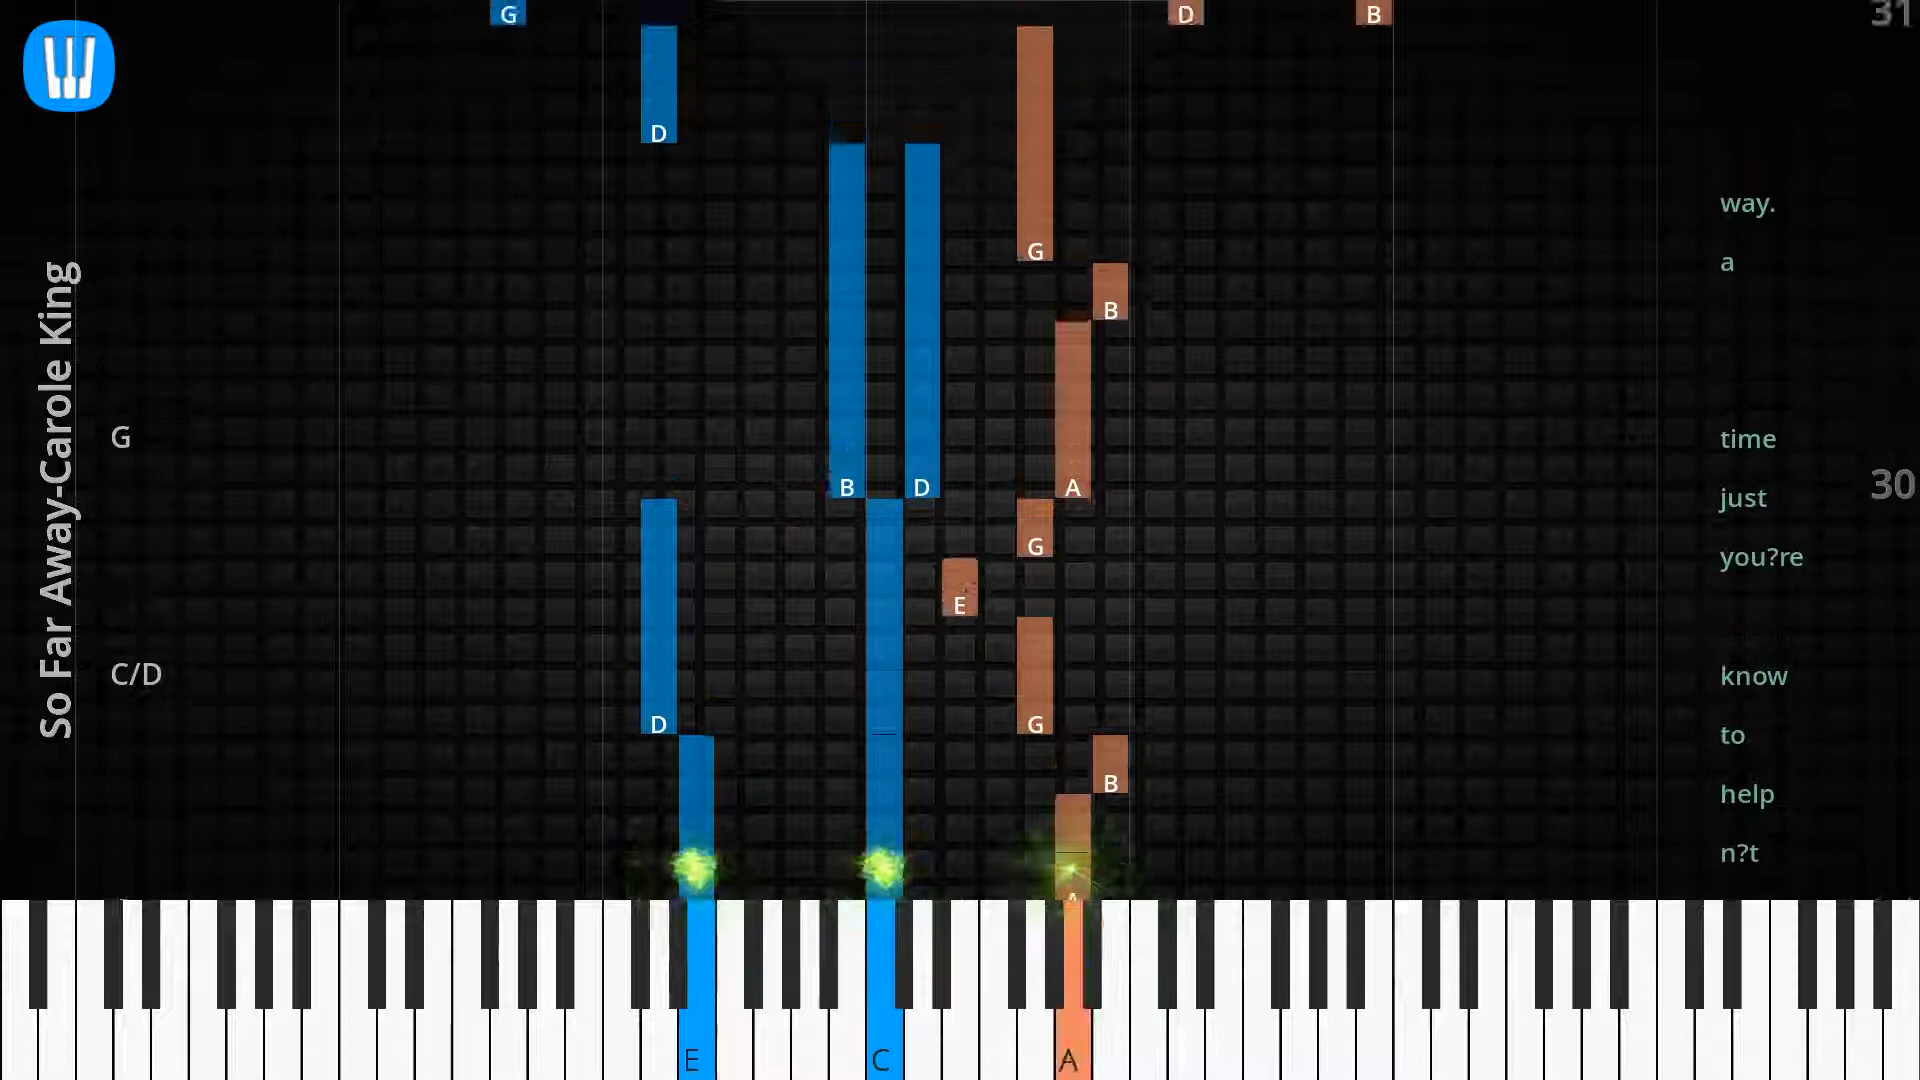 G D B
31
D
way.
G a
B
So Far Away-Carole King
G time
B D A 30
just
G
you?re
E
C/D know
D G to
B
help
n?t
A
E C A